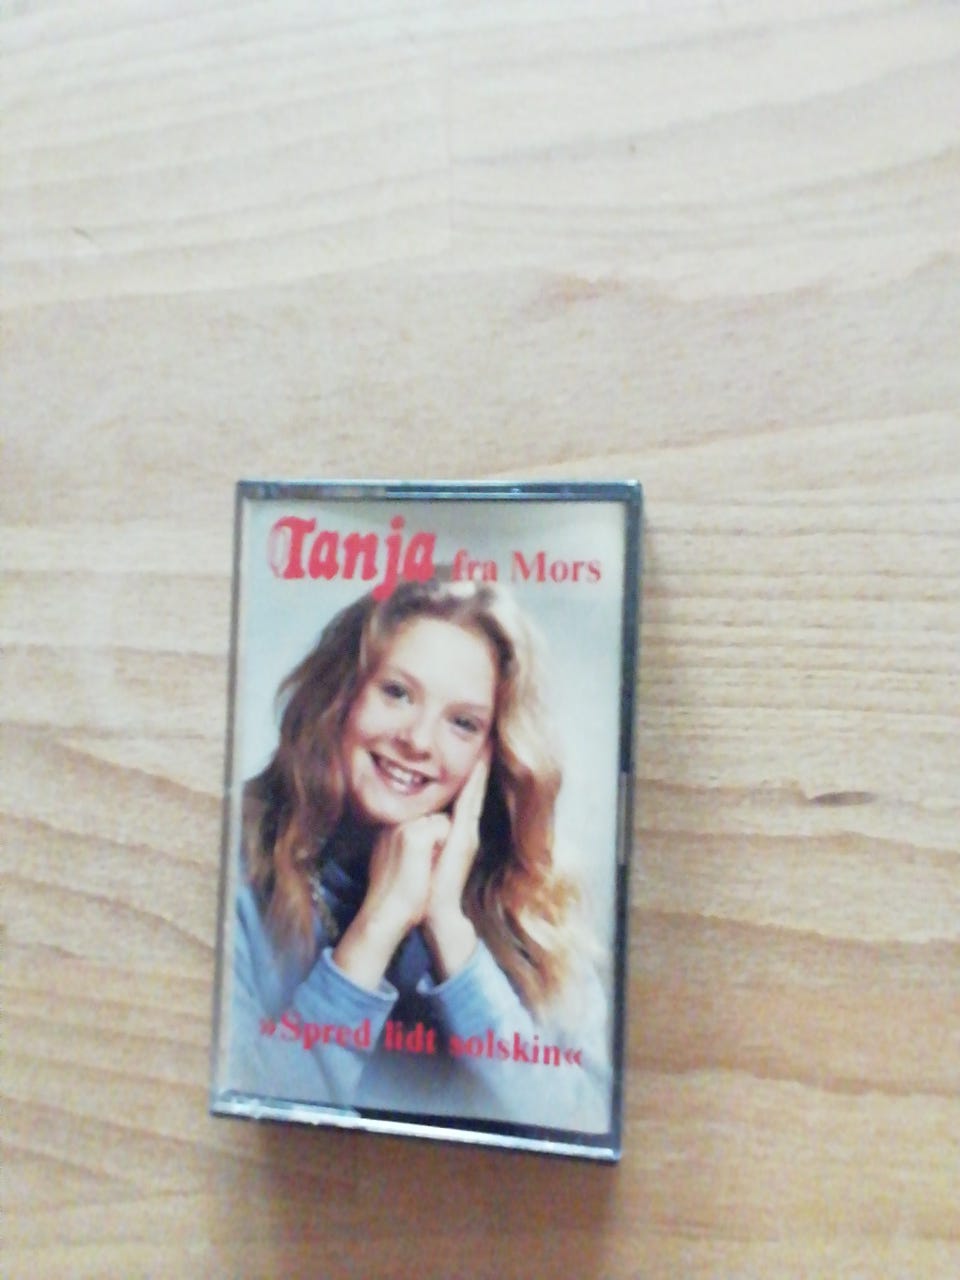 Tanja fra Mors
»Spred lidt solskin«